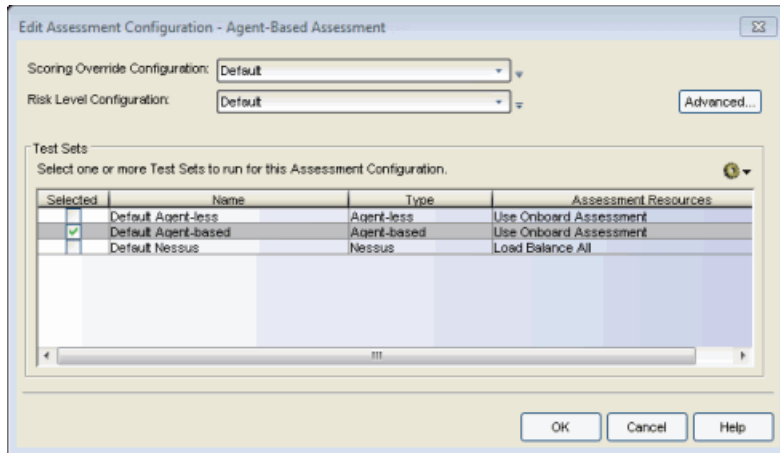 Edit Assessment Configuration - Agent-Based Assessment
Scoring Override Configuration: Default
Risk Level Configuration: Default Advanced...
Test Sets
Select one or more Test Sets to run for this Assessment Configuration.
Selected Name Type Assessment Resources
Default Agent-less Agent-less Use Onboard Assessment
Default Agent-based Agent-based Use Onboard Assessment
Default Nessus Nessus Load Balance All
OK Cancel Help